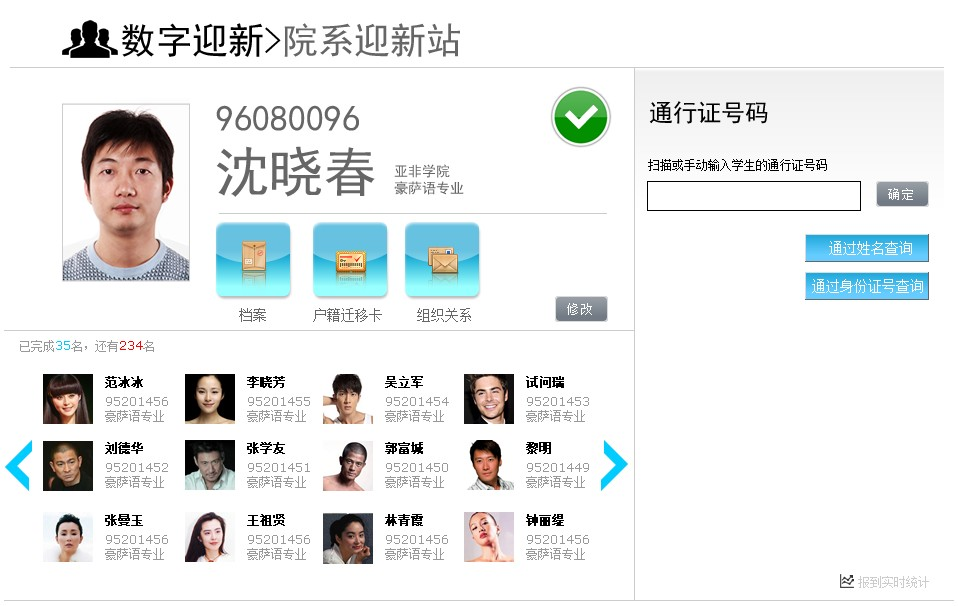 数字迎新>院系迎新站
96080096
沈晓春
亚非学院
豪萨语专业
档案
户籍迁移卡
组织关系
修改
通行证号码
扫描或手动输入学生的通行证号码
确定
通过姓名查询
通过身份证号查询
已完成35名，还有234名
范冰冰
95201456
豪萨语专业
李晓芳
95201455
豪萨语专业
吴立军
95201454
豪萨语专业
试问瑞
95201453
豪萨语专业
刘德华
95201452
豪萨语专业
张学友
95201451
豪萨语专业
郭富城
95201450
豪萨语专业
黎明
95201449
豪萨语专业
张曼玉
95201456
豪萨语专业
王祖贤
95201456
豪萨语专业
林青霞
95201456
豪萨语专业
钟丽缇
95201456
豪萨语专业
报到实时统计